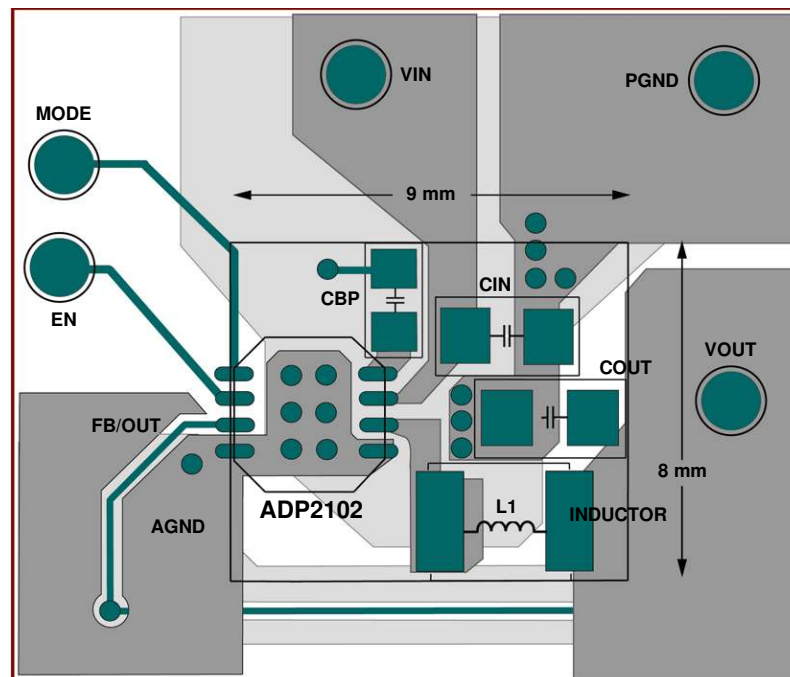 VIN
PGND
MODE
9 mm
CBP
CIN
EN
COUT
VOUT
FB/OUT
8 mm
ADP2102
L1
INDUCTOR
AGND